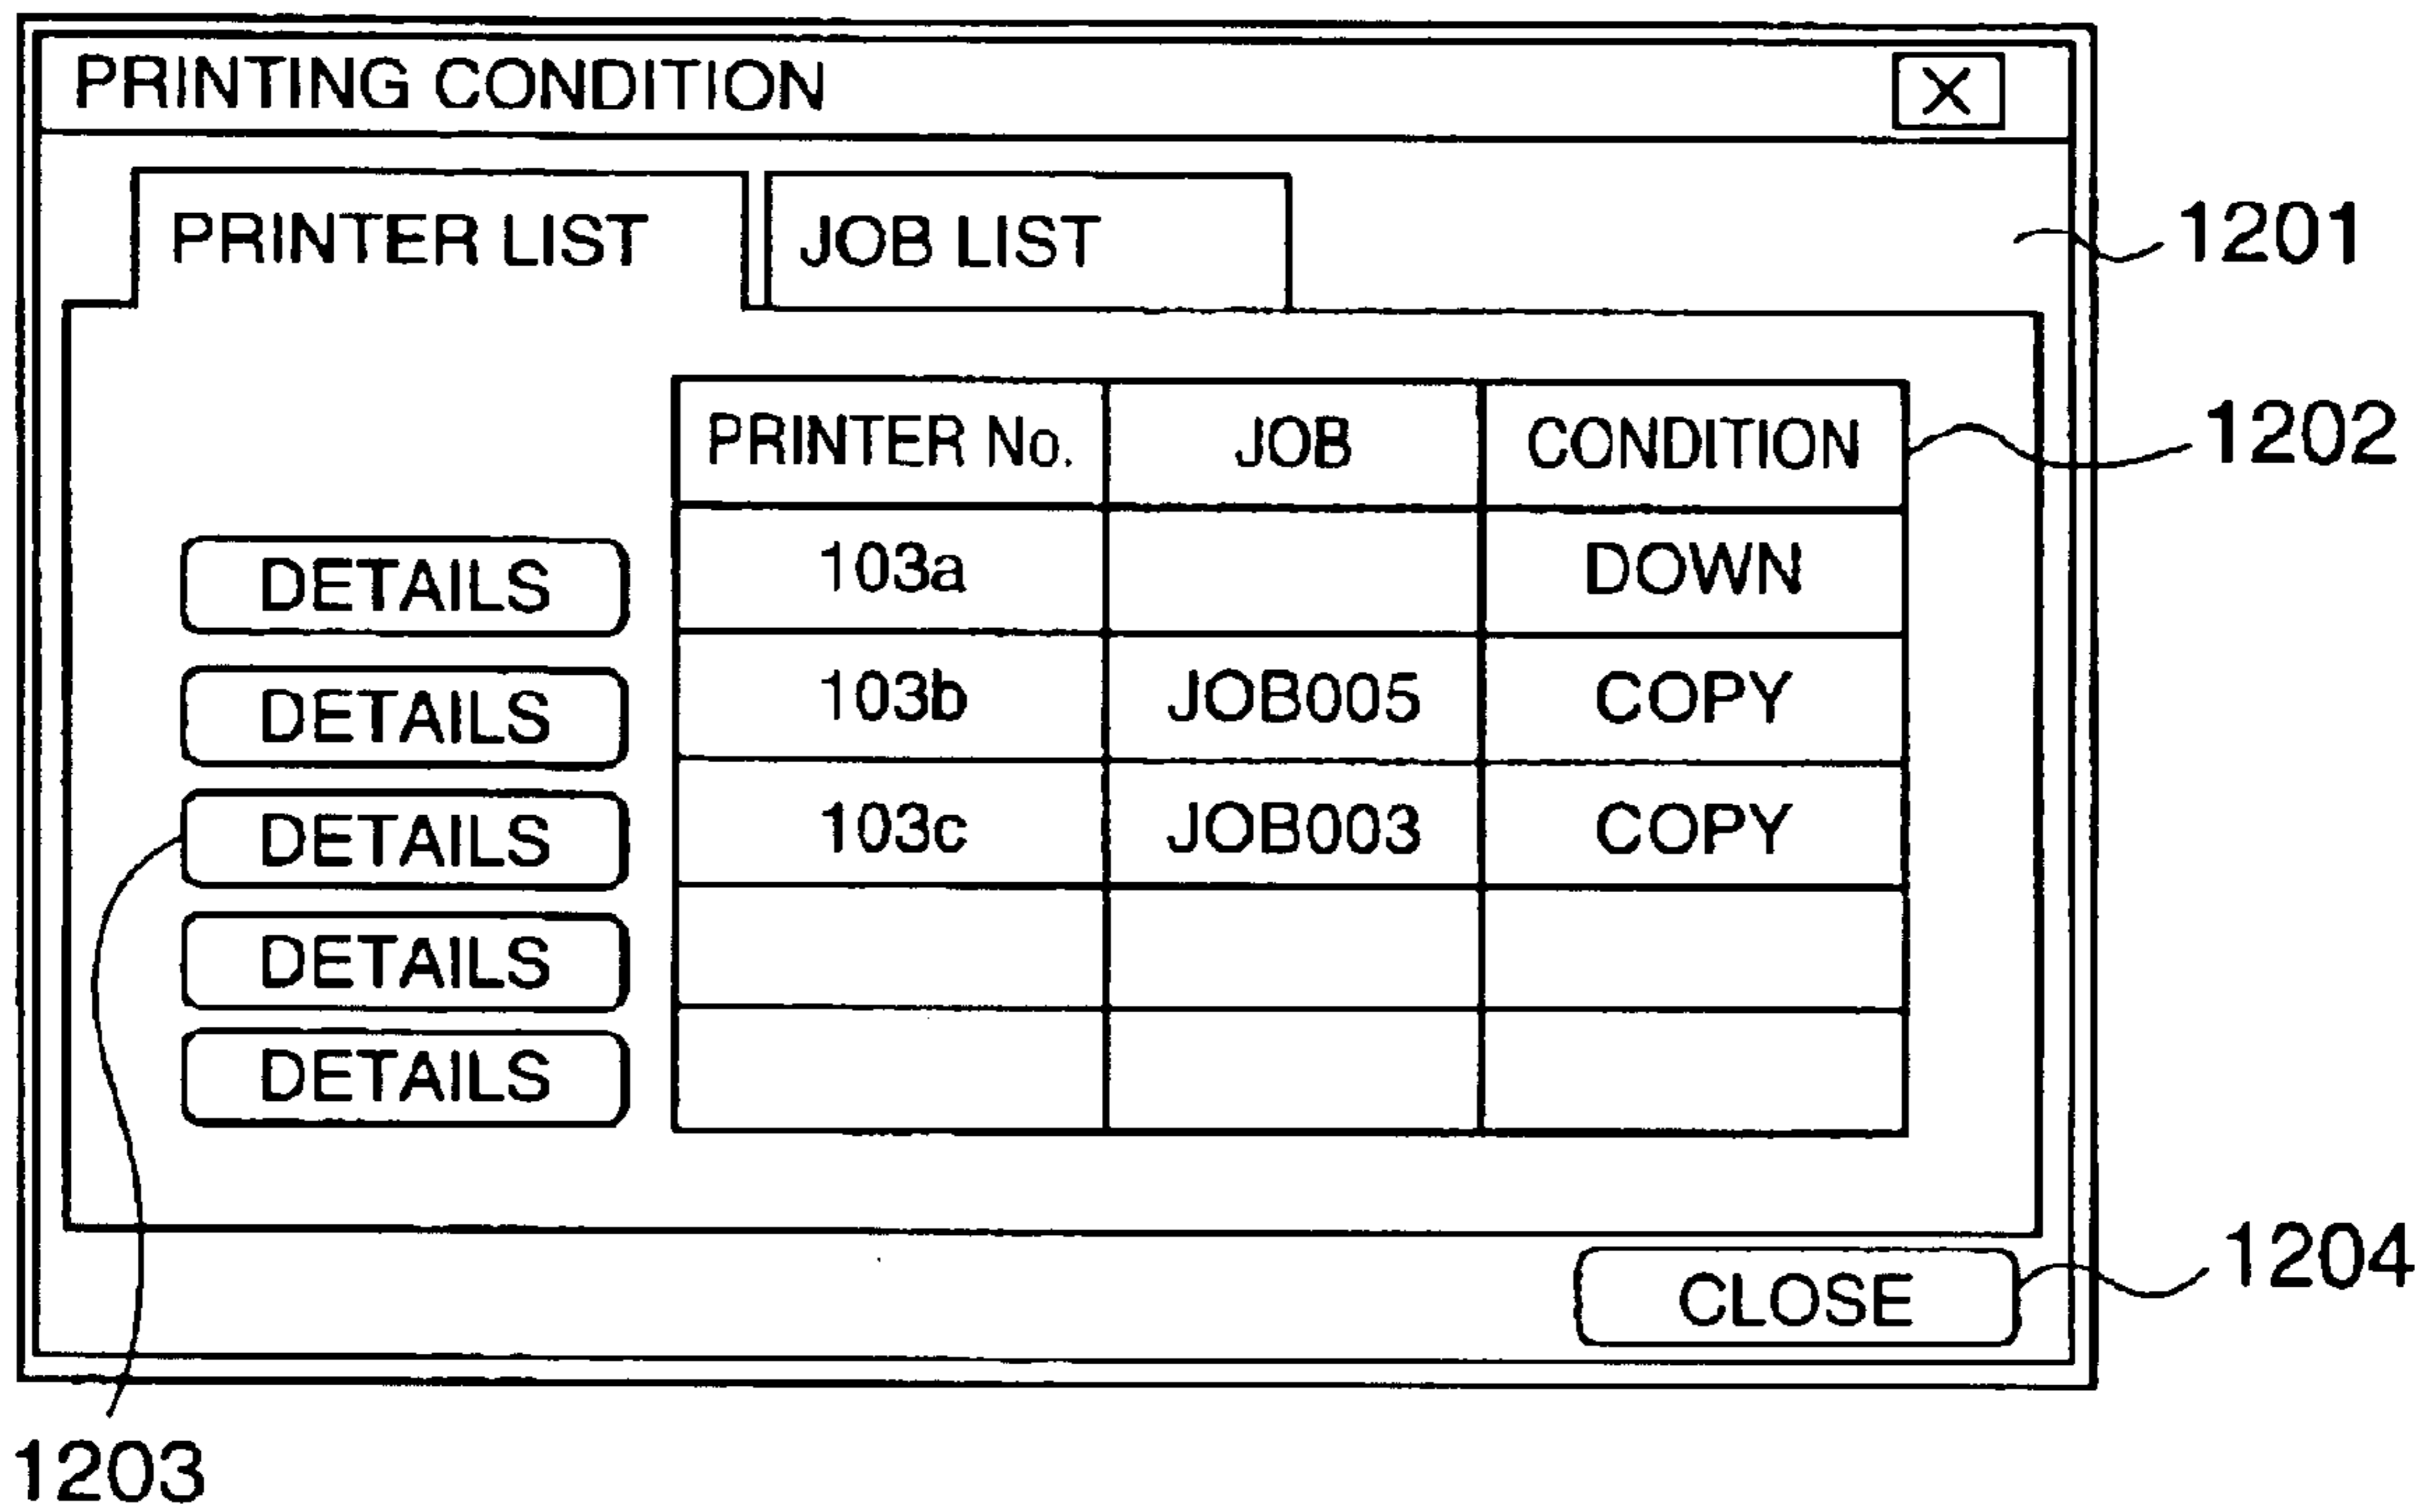 PRINTING CONDITION X
PRINTER LIST JOB LIST
1201
PRINTER No. JOB CONDITION
1202
DETAILS 103a DOWN
DETAILS 103b JOB005 COPY
DETAILS 103c JOB003 COPY
DETAILS
DETAILS
CLOSE
1204
1203